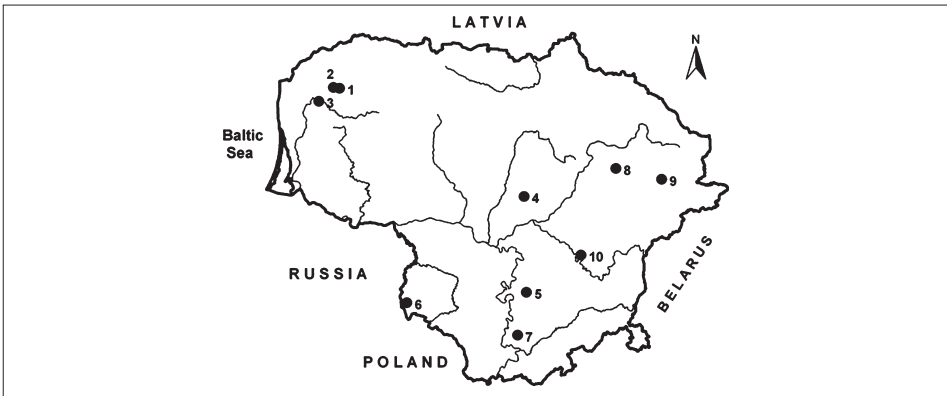 LATVIA
N
2
1
3
Baltic
Sea
8
9
4
10
BELARUS
RUSSIA
5
6
7
POLAND